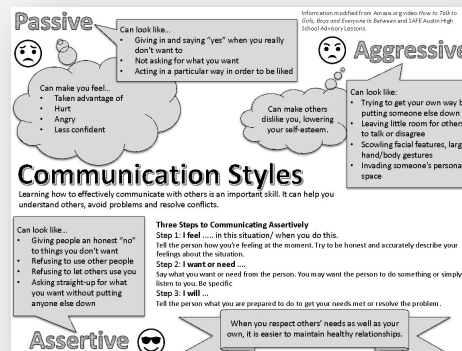 Passive
Can look like...
• Giving in and saying "yes" when you really
don't want to
• Not asking for what you want
• Acting in a particular way in order to be liked
Information modified from Amaze.org video How to Talk to
Girls, Boys and Everyone In Between and SAFE Austin High
School Advisory Lessons.
Aggressive
Can make you feel...
• Taken advantage of
• Hurt
• Angry
• Less confident
Can make others
dislike you, lowering
your self-esteem.
Can look like:
• Trying to get your own way b
putting someone else down
• Leaving little room for others
to talk or disagree
• Scowling facial features, larg
hand/body gestures
• Invading someone's persona
space
Communication Styles
Learning how to effectively communicate with others is an important skill. It can help you
understand others, avoid problems and resolve conflicts.
Can look like...
• Giving people an honest "no"
to things you don't want
• Refusing to use other people
• Refusing to let others use you
• Asking straight-up for what
you want without putting
anyone else down
Three Steps to Communicating Assertively
Step 1: I feel ..... in this situation/ when you do this.
Tell the person how you're feeling at the moment. Try to be honest and accurately describe your
feelings about the situation.
Step 2: I want or need ....
Say what you want or need from the person. You may want the person to do something or simply
listen to you. Be specific
Step 3: I will ...
Tell the person what you are prepared to do to get your needs met or resolve the problem.
Assertive
When you respect others' needs as well as your
own, it is easier to maintain healthy relationships.